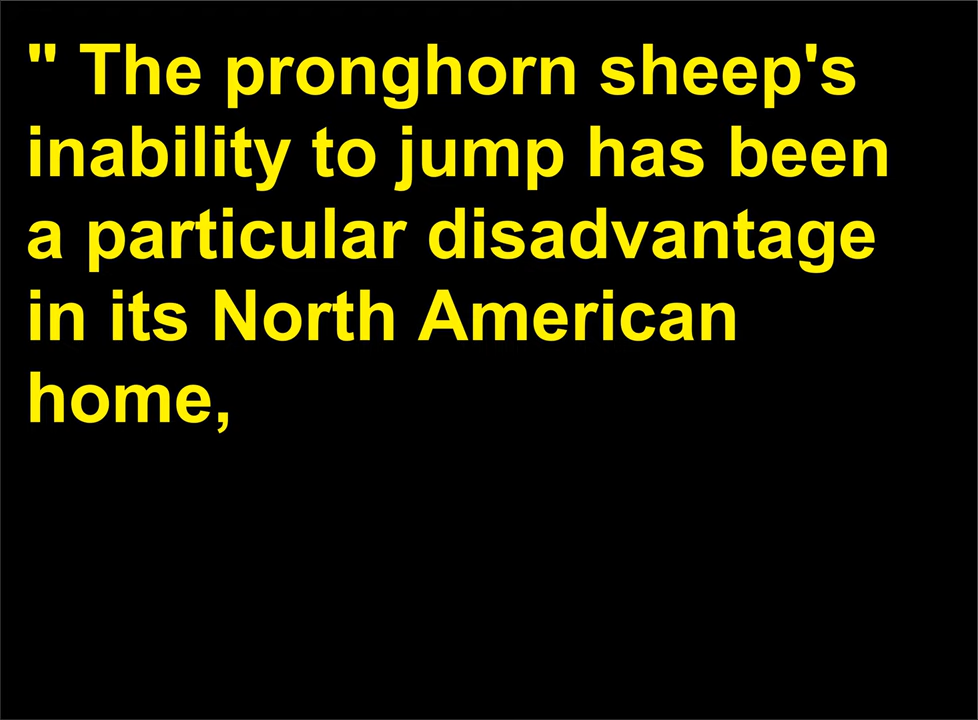 " The pronghorn sheep's
inability to jump has been
a particular disadvantage
in its North American
home,